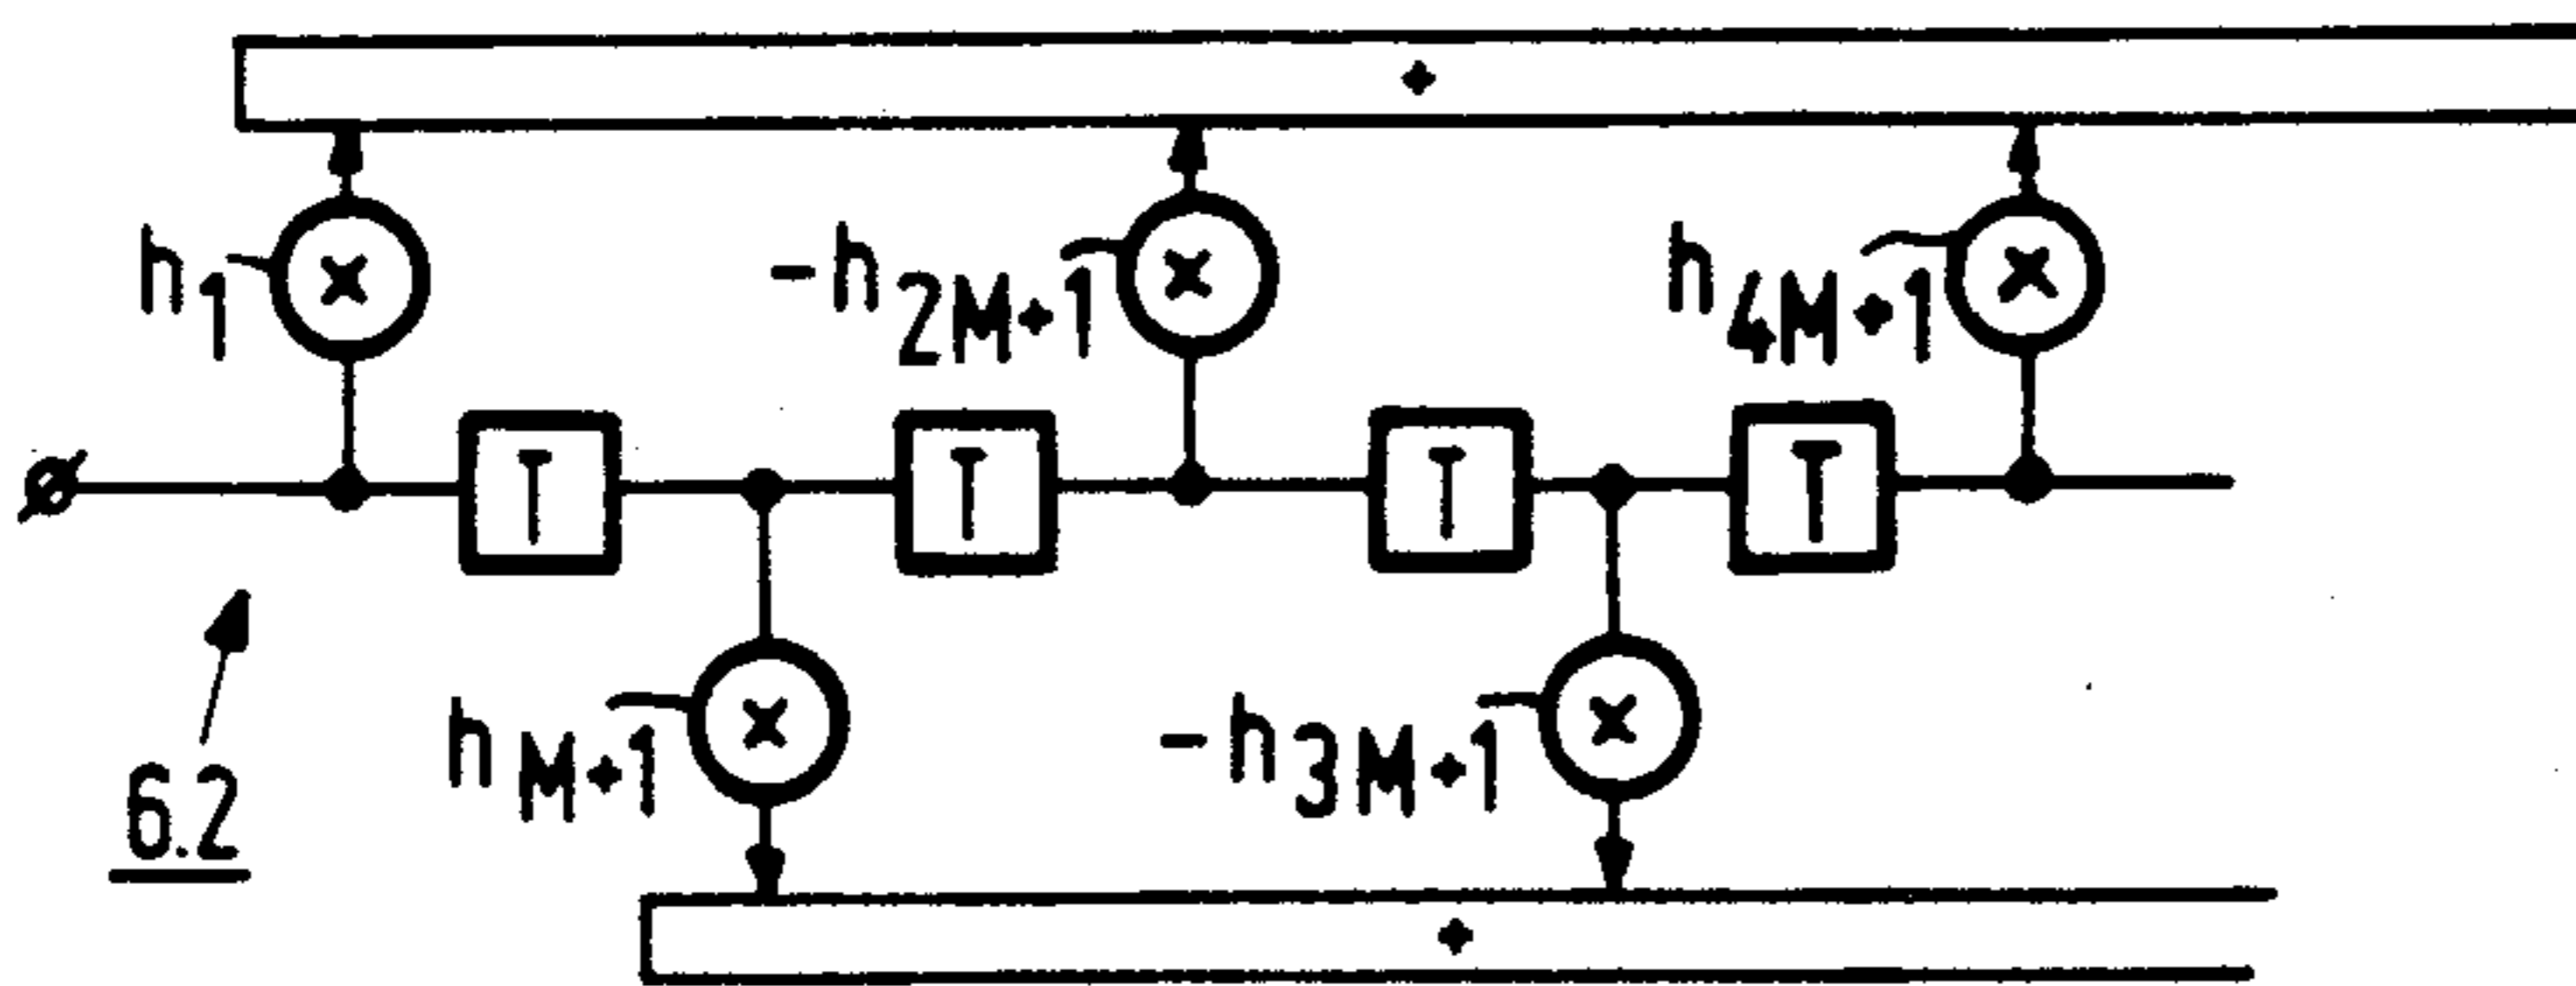 +
h1 × -h2M+1 × h4M+1 ×
T T T T
hM+1 × -h3M+1 ×
6.2
+